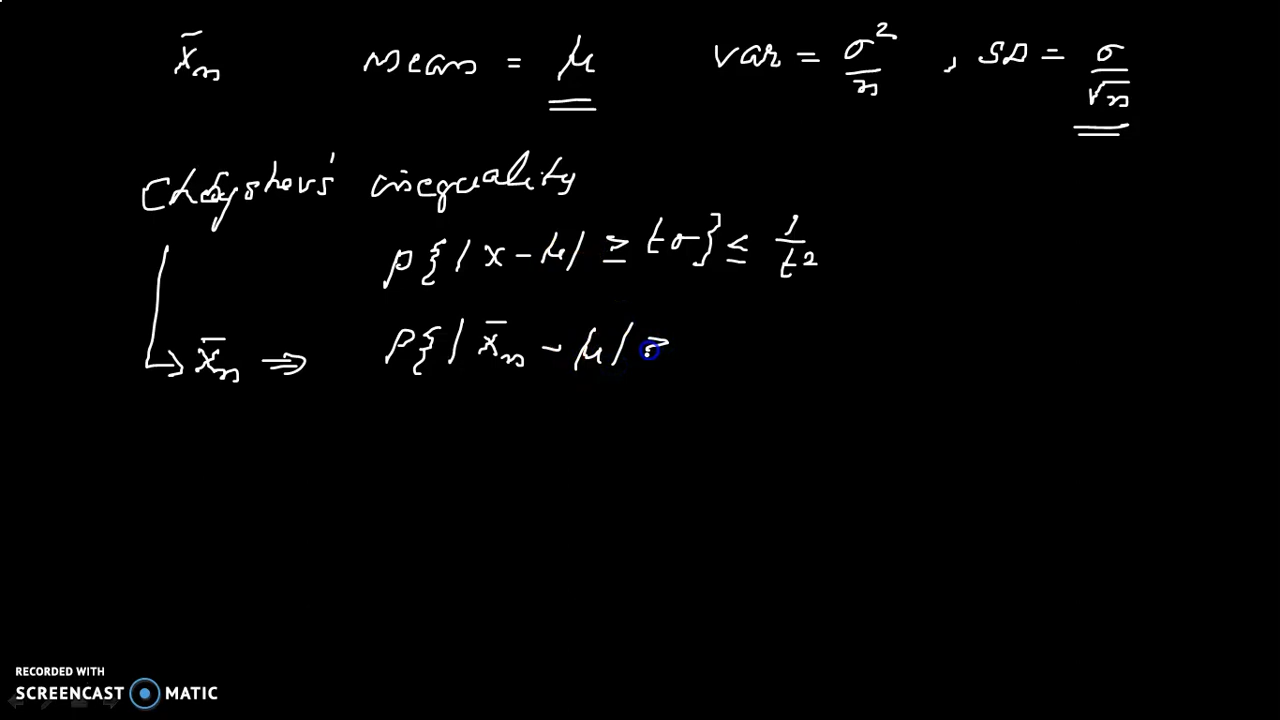 x̄ₙ mean = μ var = σ²/n , SD = σ/√n
Chebyshev's inequality
P{|x - μ| ≥ tσ} ≤ 1/t²
x̄ₙ ⇒ P{|x̄ₙ - μ| ≥
RECORDED WITH
SCREENCAST MATIC